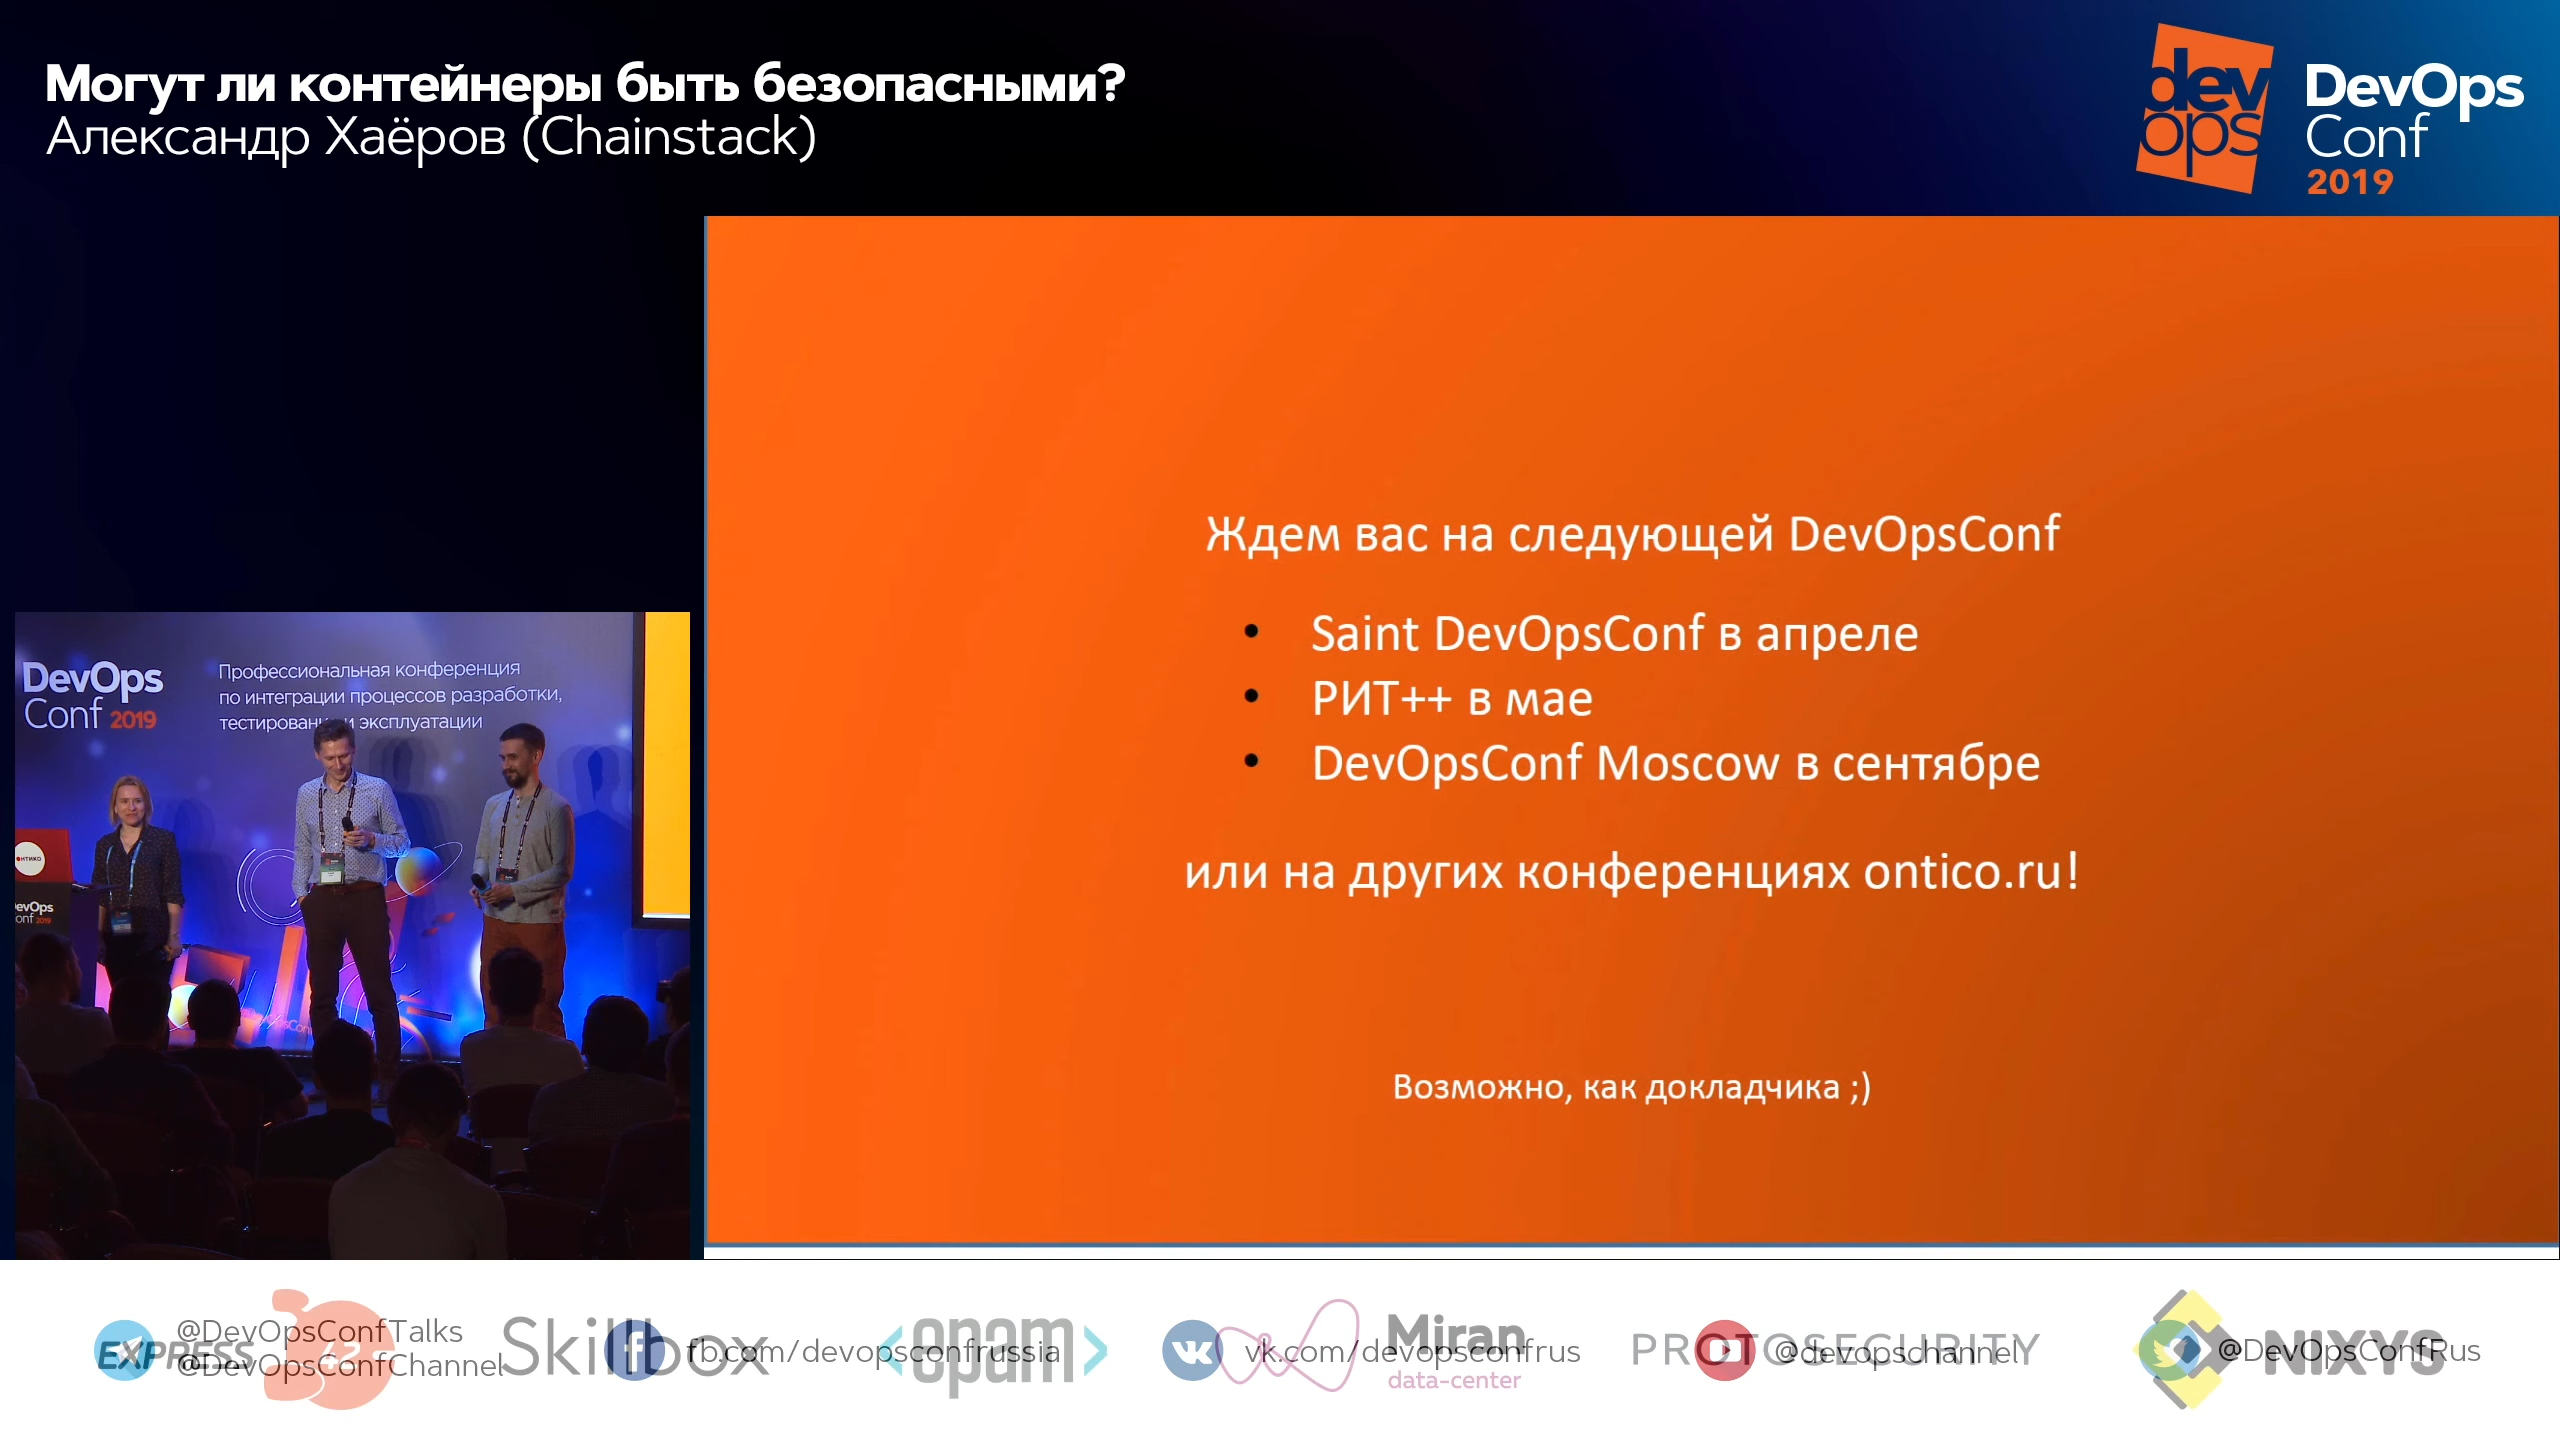 Могут ли контейнеры быть безопасными?
Александр Хаёров (Chainstack)
dev
ops
DevOps
Conf
2019
Ждем вас на следующей DevOpsConf
• Saint DevOpsConf в апреле
• РИТ++ в мае
• DevOpsConf Moscow в сентябре
или на других конференциях ontico.ru!
Возможно, как докладчика ;)
DevOps
Conf 2019
Профессиональная конференция
по интеграции процессов разработки,
эксплуатации
онтико
@DevOpsConfTalks
@DevOpsConfChannel
EXPRESS 42
Skillbox
fb.com/devopsconfrussia
opam
vk.com/devopsconfrus
Miran
data-center
PROTOSECURITY
@devopschannel
NIXYS
@DevOpsConfRus